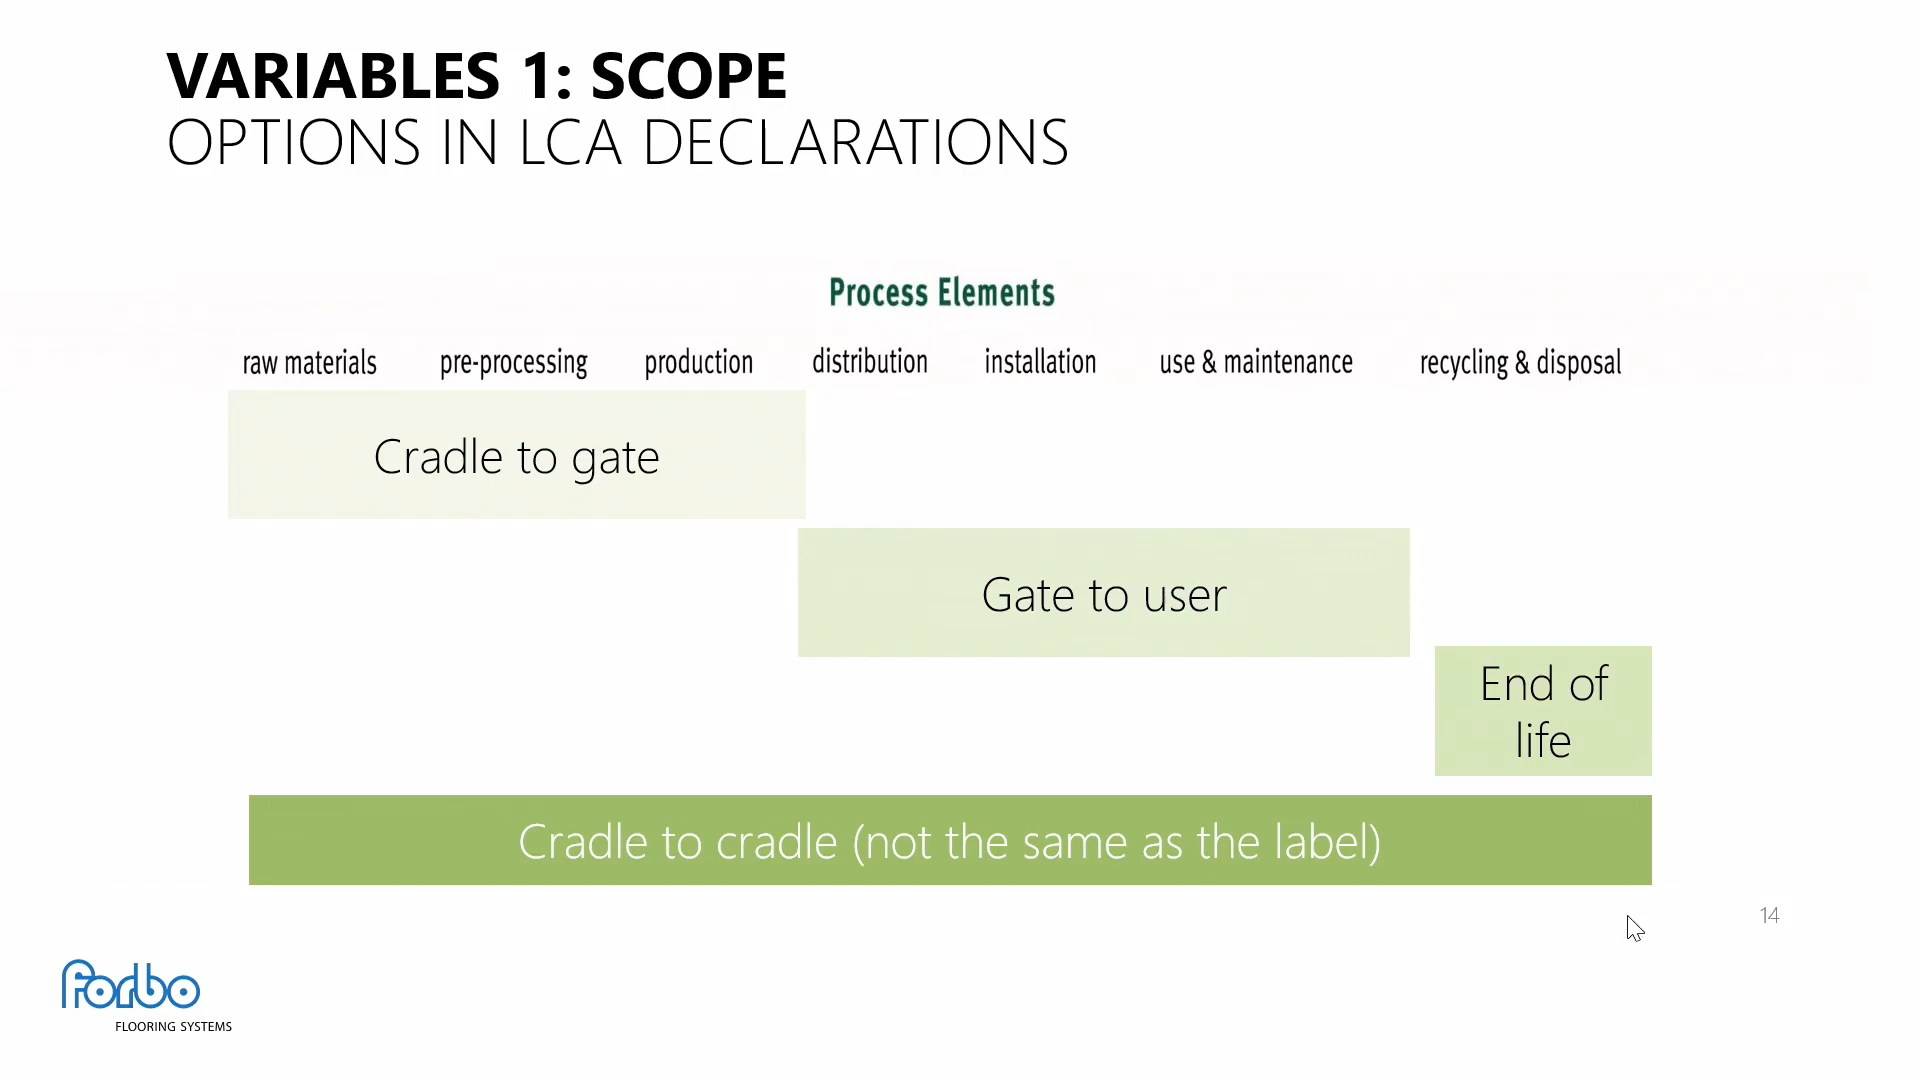 VARIABLES 1: SCOPE
OPTIONS IN LCA DECLARATIONS
Process Elements
raw materials pre-processing production distribution installation use & maintenance recycling & disposal
Cradle to gate
Gate to user
End of
life
Cradle to cradle (not the same as the label)
14
forbo
FLOORING SYSTEMS